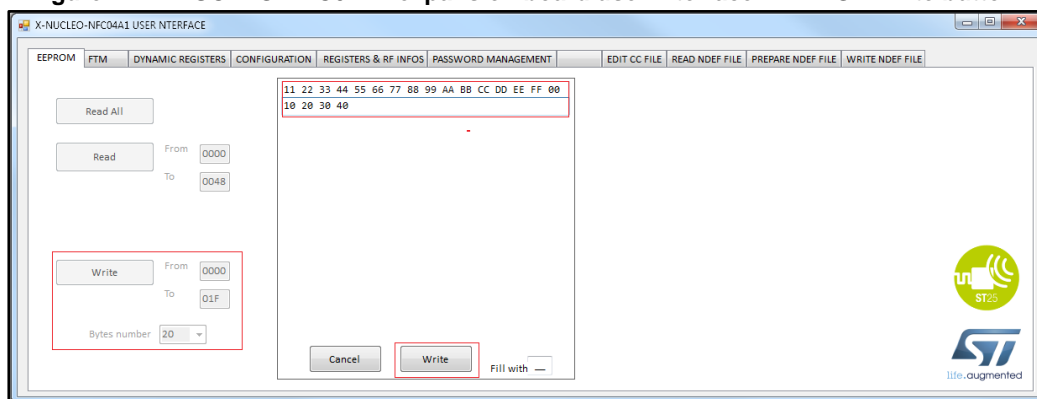 X-NUCLEO-NFC04A1 USER NTERFACE
EEPROM FTM DYNAMIC REGISTERS CONFIGURATION REGISTERS & RF INFOS PASSWORD MANAGEMENT EDIT CC FILE READ NDEF FILE PREPARE NDEF FILE WRITE NDEF FILE
11 22 33 44 55 66 77 88 99 AA BB CC DD EE FF 00
10 20 30 40
Read All
Read From 0000
To 0048
Write From 0000
To 01F
Bytes number 20
Cancel Write Fill with
ST25
ST
life.augmented